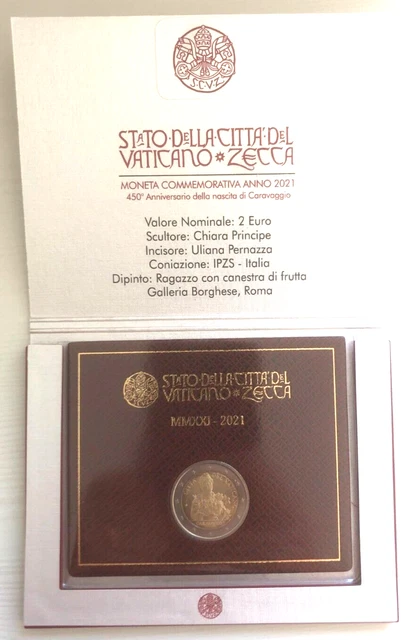 S.C.V.Z.
STATO·DELLA·CITTA'·DEL
VATICANO * ZECCA
MONETA COMMEMORATIVA ANNO 2021
450° Anniversario della nascita di Caravaggio
Valore Nominale: 2 Euro
Scultore: Chiara Principe
Incisore: Uliana Pernazza
Coniazione: IPZS - Italia
Dipinto: Ragazzo con canestra di frutta
Galleria Borghese, Roma
STATO·DELLA·CITTA'·DEL
VATICANO * ZECCA
MMXXI - 2021